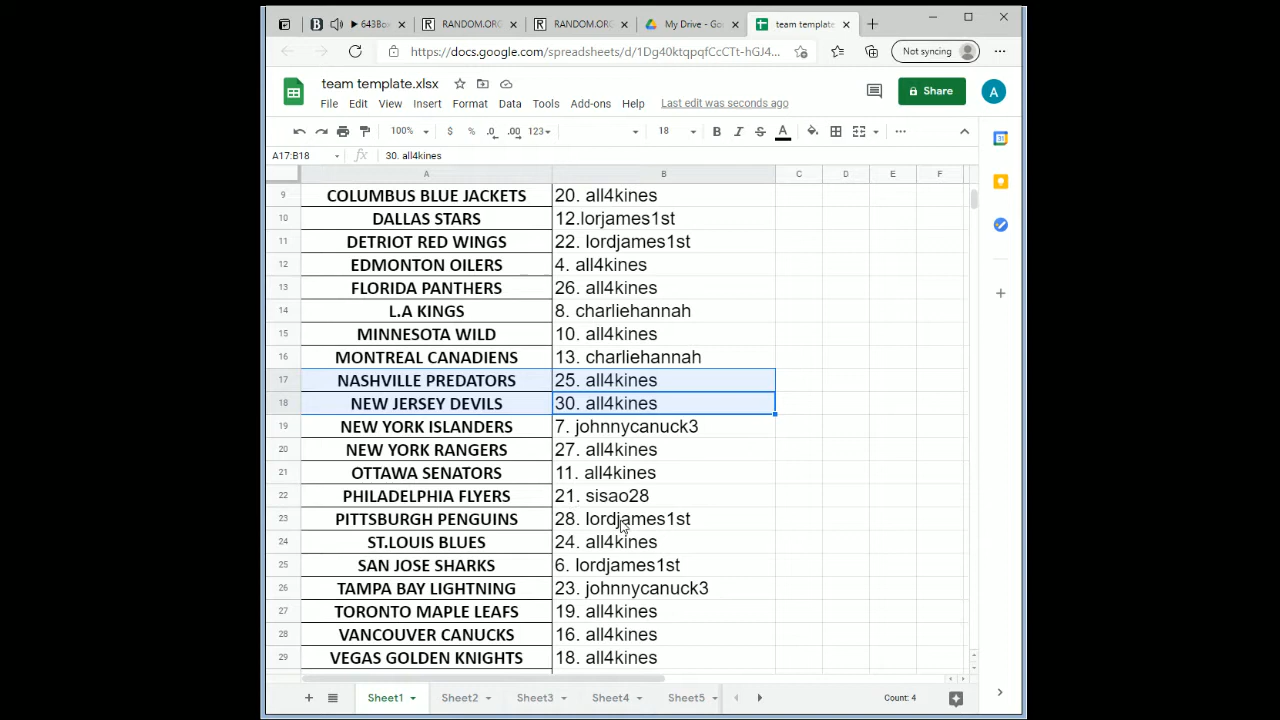 643Box
RANDOM.ORG
RANDOM.ORG
My Drive - Go
team template
https://docs.google.com/spreadsheets/d/1Dg40ktqpqfCcCTt-hGJ4...
Not syncing
team template.xlsx
File Edit View Insert Format Data Tools Add-ons Help Last edit was seconds ago
Share
A
100% $ % .0 .00 123 18 B I S A
A17:B18 fx 30. all4kines
A B C D E F
9 COLUMBUS BLUE JACKETS 20. all4kines
10 DALLAS STARS 12.lorjames1st
11 DETRIOT RED WINGS 22. lordjames1st
12 EDMONTON OILERS 4. all4kines
13 FLORIDA PANTHERS 26. all4kines
14 L.A KINGS 8. charliehannah
15 MINNESOTA WILD 10. all4kines
16 MONTREAL CANADIENS 13. charliehannah
17 NASHVILLE PREDATORS 25. all4kines
18 NEW JERSEY DEVILS 30. all4kines
19 NEW YORK ISLANDERS 7. johnnycanuck3
20 NEW YORK RANGERS 27. all4kines
21 OTTAWA SENATORS 11. all4kines
22 PHILADELPHIA FLYERS 21. sisao28
23 PITTSBURGH PENGUINS 28. lordjames1st
24 ST.LOUIS BLUES 24. all4kines
25 SAN JOSE SHARKS 6. lordjames1st
26 TAMPA BAY LIGHTNING 23. johnnycanuck3
27 TORONTO MAPLE LEAFS 19. all4kines
28 VANCOUVER CANUCKS 16. all4kines
29 VEGAS GOLDEN KNIGHTS 18. all4kines
Sheet1 Sheet2 Sheet3 Sheet4 Sheet5 Count: 4